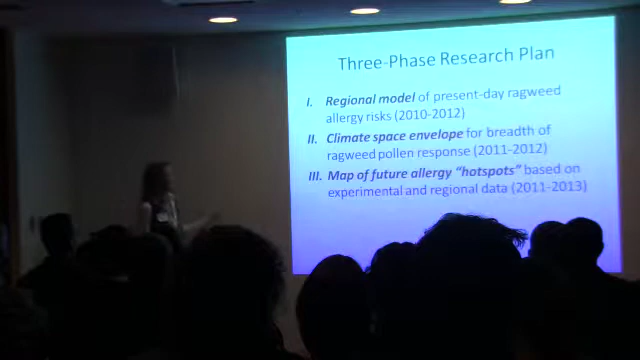 Three-Phase Research Plan
I. Regional model of present-day ragweed
allergy risks (2010-2012)
II. Climate space envelope for breadth of
ragweed pollen response (2011-2012)
III. Map of future allergy "hotspots" based on
experimental and regional data (2011-2013)